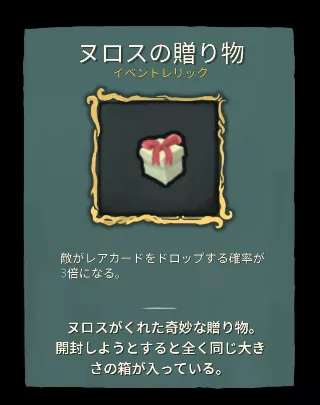 ヌロスの贈り物
イベントレリック
敵がレアカードをドロップする確率が
3倍になる。
ヌロスがくれた奇妙な贈り物。
開封しようとすると全く同じ大き
さの箱が入っている。